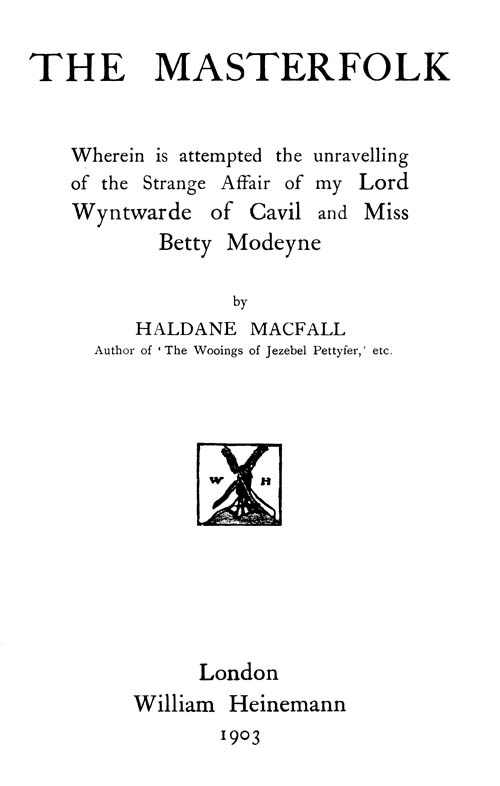 THE MASTERFOLK
Wherein is attempted the unravelling
of the Strange Affair of my Lord
Wyntwarde of Cavil and Miss
Betty Modeyne
by
HALDANE MACFALL
Author of ‘The Wooings of Jezebel Pettyfer,’ etc.
W H
London
William Heinemann
1903